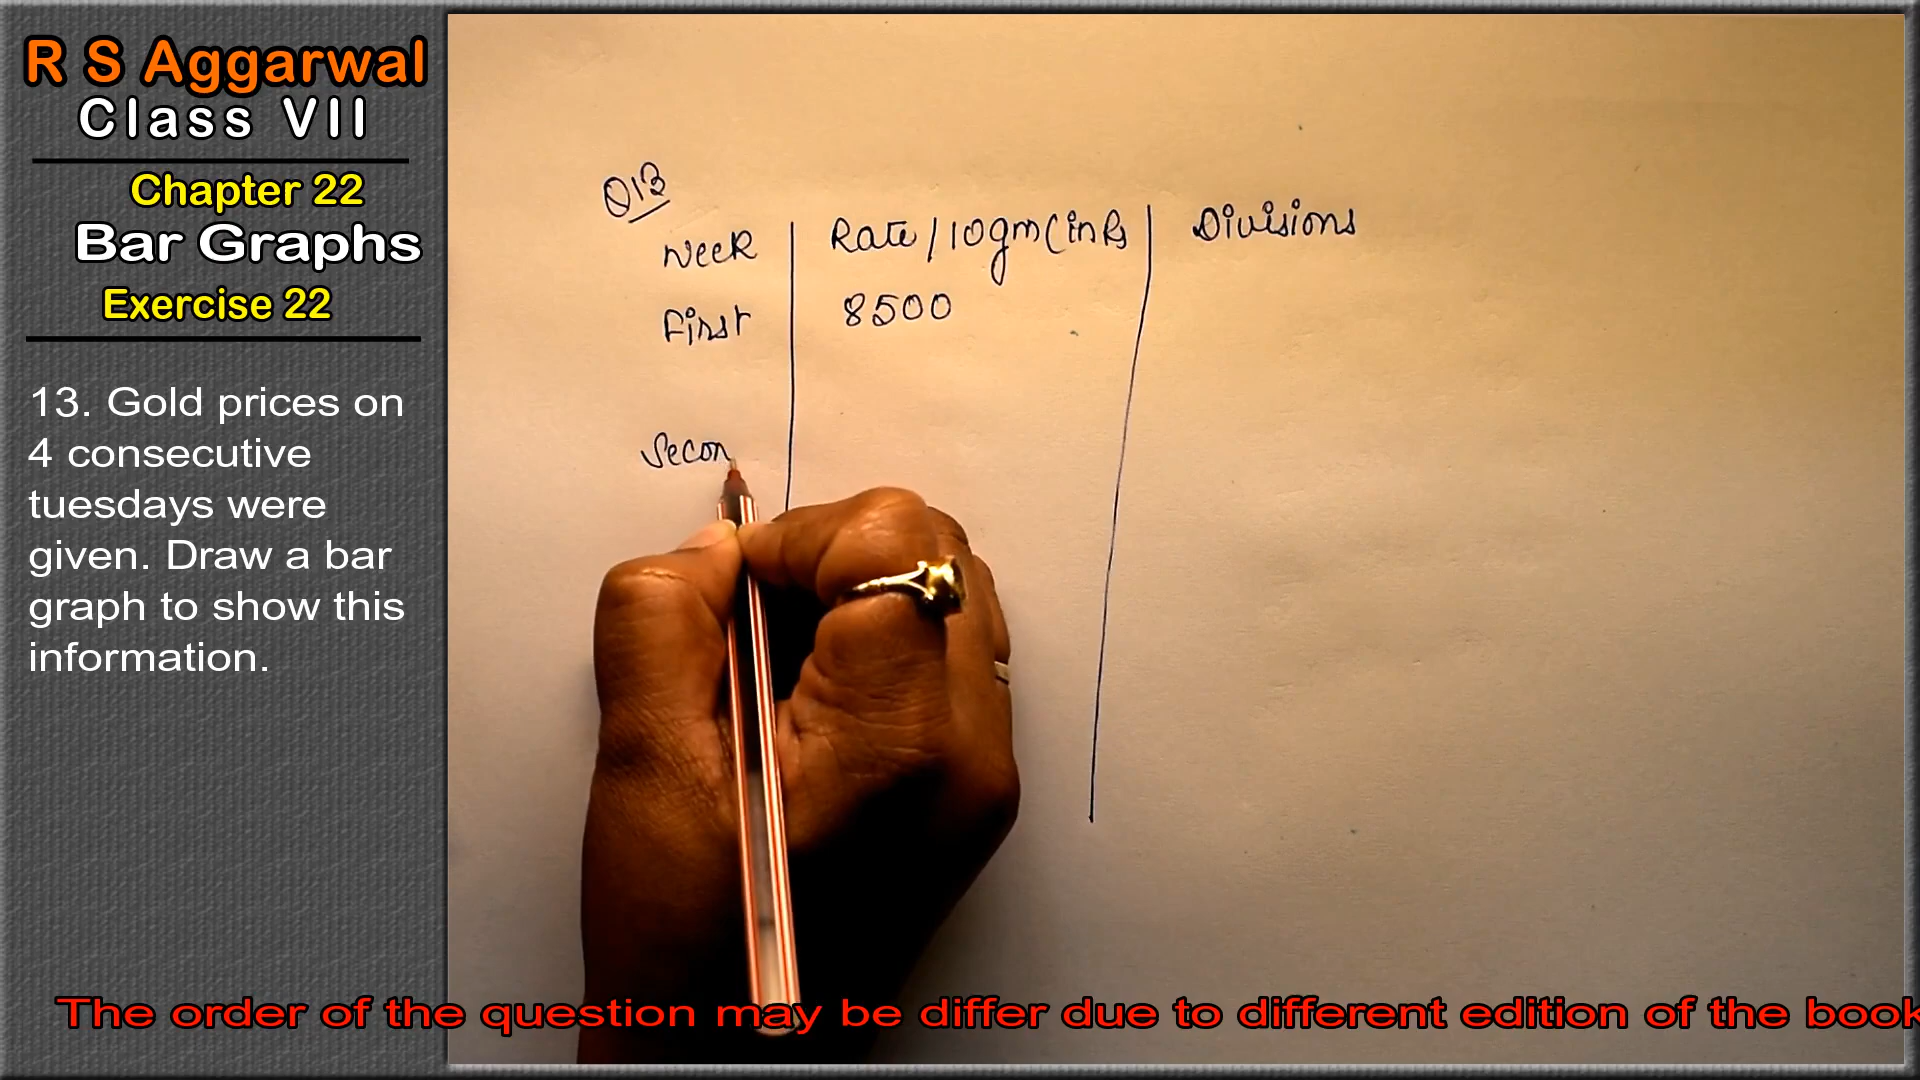 R S Aggarwal
Class VII
Chapter 22
Bar Graphs
Exercise 22
13. Gold prices on
4 consecutive
tuesdays were
given. Draw a bar
graph to show this
information.
Q13
Week | Rate/10gm(in Rs | Divisions
First 8500
Secon
The order of the question may be differ due to different edition of the book